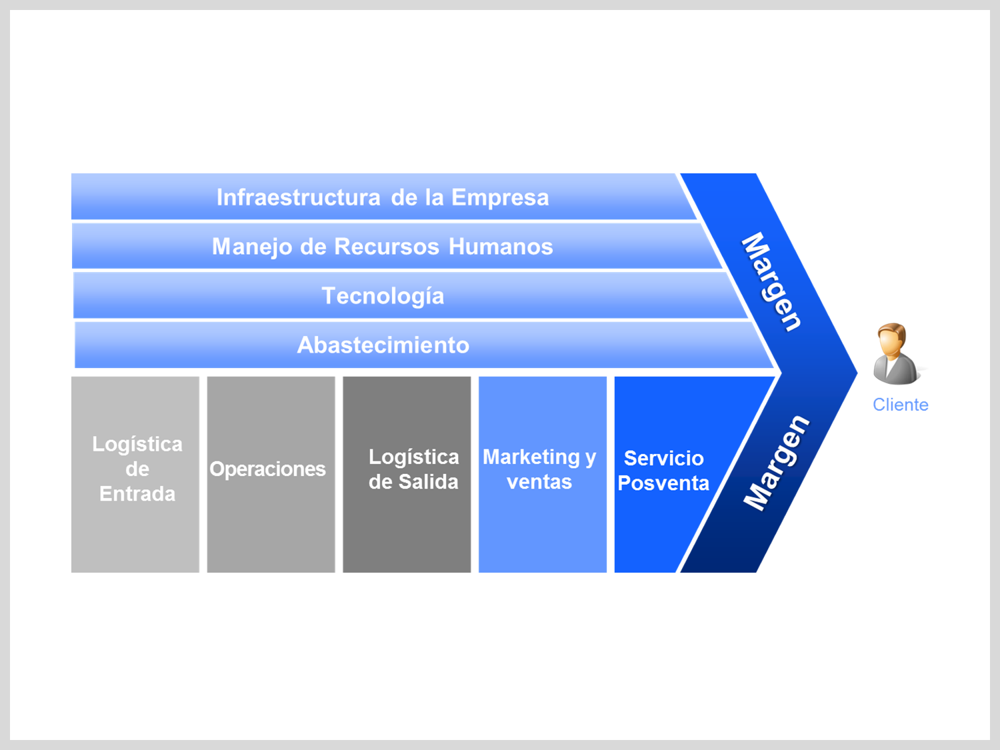 Infraestructura de la Empresa
Manejo de Recursos Humanos
Tecnología
Abastecimiento
Margen
Logística
de
Entrada
Operaciones
Logística
de Salida
Marketing y
ventas
Servicio
Posventa
Margen
Cliente